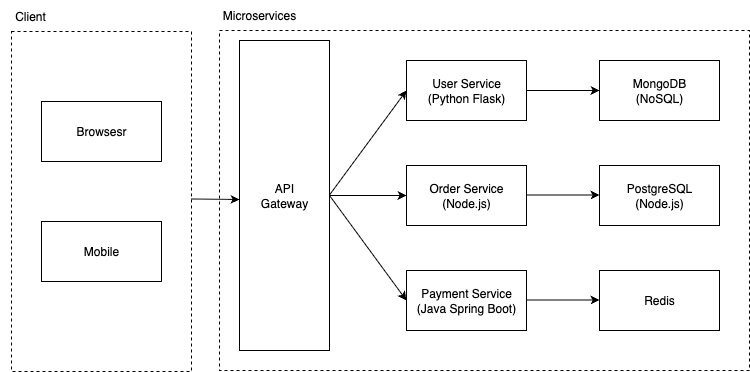 Client
Microservices
Browsesr
Mobile
API
Gateway
User Service
(Python Flask)
MongoDB
(NoSQL)
Order Service
(Node.js)
PostgreSQL
(Node.js)
Payment Service
(Java Spring Boot)
Redis